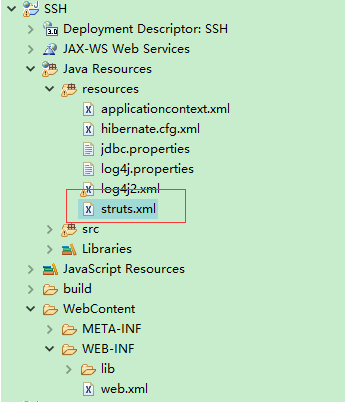 SSH
Deployment Descriptor: SSH
JAX-WS Web Services
Java Resources
resources
applicationcontext.xml
hibernate.cfg.xml
jdbc.properties
log4j.properties
log4j2.xml
struts.xml
src
Libraries
JavaScript Resources
build
WebContent
META-INF
WEB-INF
lib
web.xml